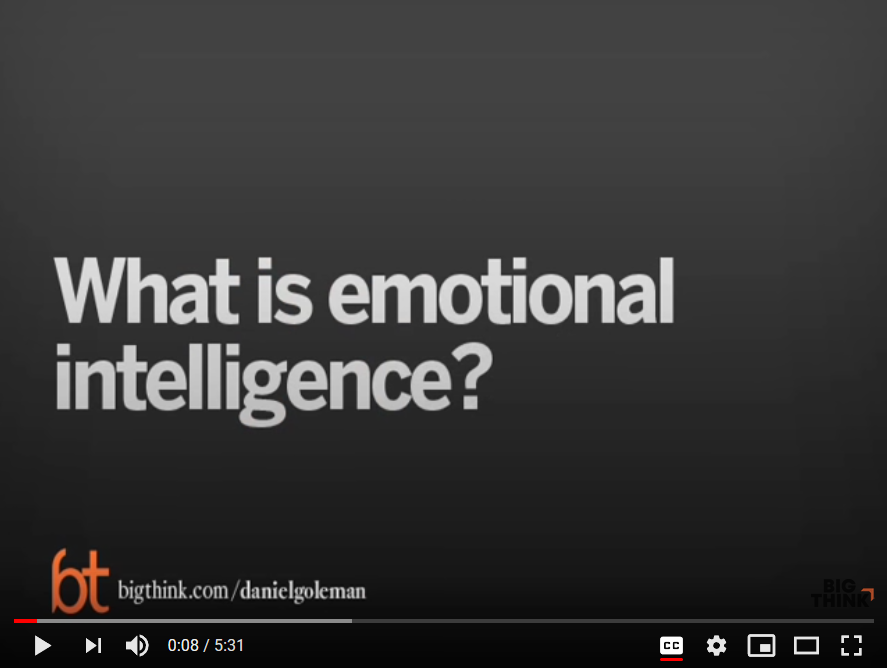 What is emotional
intelligence?
bt bigthink.com/danielgoleman
BIG
THINK
0:08 / 5:31
CC